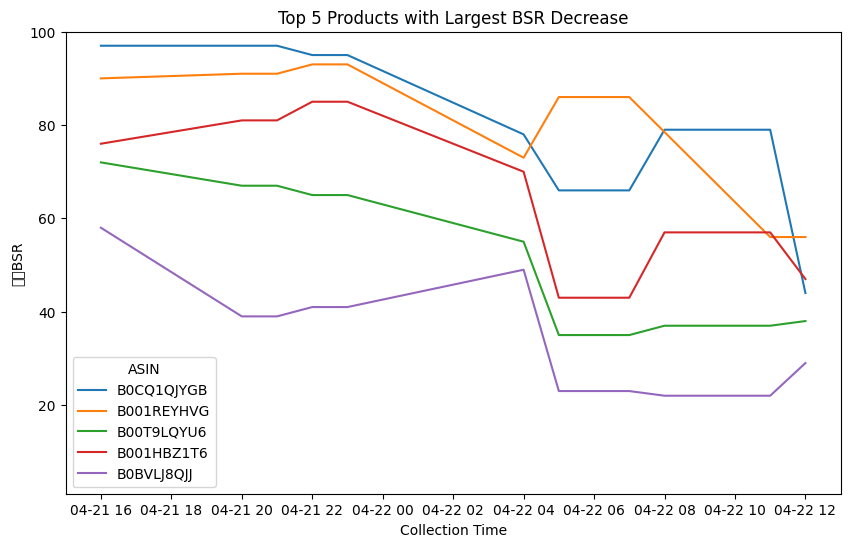 Top 5 Products with Largest BSR Decrease
100
80
60
40
20
BSR
ASIN
B0CQ1QJYGB
B001REYHVG
B00T9LQYU6
B001HBZ1T6
B0BVLJ8QJJ
04-21 16 04-21 18 04-21 20 04-21 22 04-22 00 04-22 02 04-22 04 04-22 06 04-22 08 04-22 10 04-22 12
Collection Time